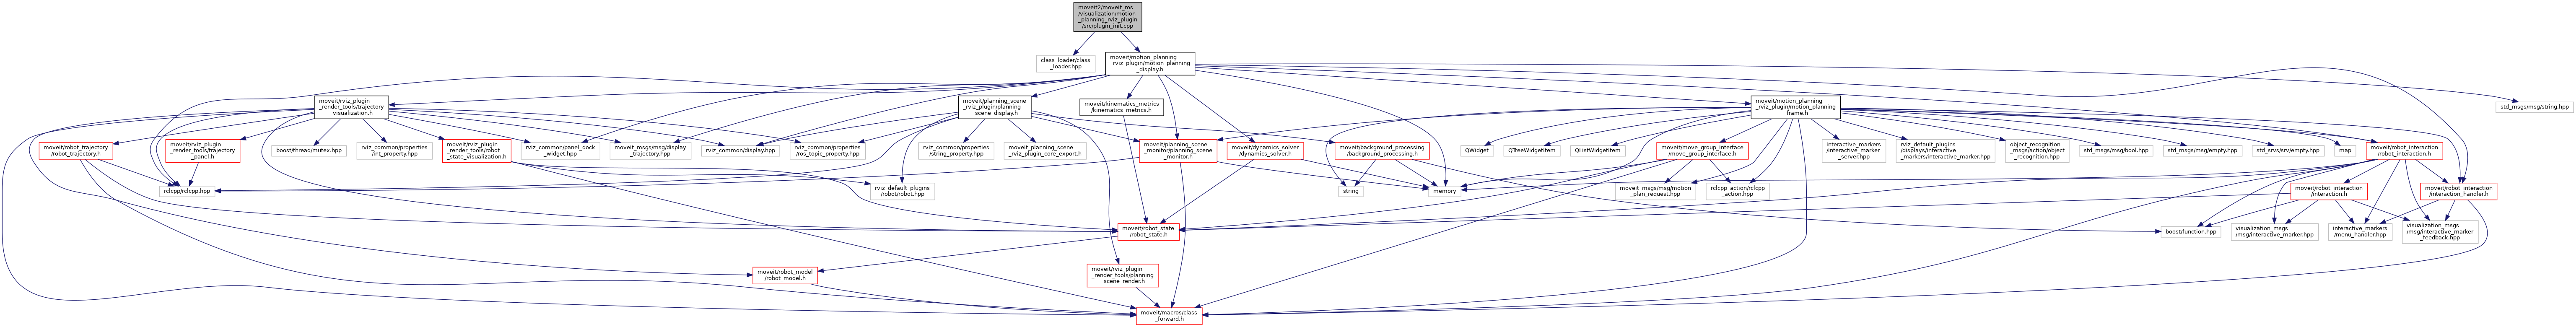 moveit2/moveit_ros
/visualization/motion
_planning_rviz_plugin
/src/plugin_init.cpp
class_loader/class
_loader.hpp
moveit/motion_planning
_rviz_plugin/motion_planning
_display.h
moveit/rviz_plugin
_render_tools/trajectory
_visualization.h
moveit/planning_scene
_rviz_plugin/planning
_scene_display.h
moveit/kinematics_metrics
/kinematics_metrics.h
moveit/motion_planning
_rviz_plugin/motion_planning
_frame.h
std_msgs/msg/string.hpp
moveit/robot_trajectory
/robot_trajectory.h
moveit/rviz_plugin
_render_tools/trajectory
_panel.h
boost/thread/mutex.hpp
rviz_common/properties
/int_property.hpp
moveit/rviz_plugin
_render_tools/robot
_state_visualization.h
rviz_common/panel_dock
_widget.hpp
moveit_msgs/msg/display
_trajectory.hpp
rviz_common/display.hpp
rviz_common/properties
/ros_topic_property.hpp
rviz_common/properties
/string_property.hpp
moveit_planning_scene
_rviz_plugin_core_export.h
moveit/planning_scene
_monitor/planning_scene
_monitor.h
moveit/dynamics_solver
/dynamics_solver.h
moveit/background_processing
/background_processing.h
QWidget
QTreeWidgetItem
QListWidgetItem
moveit/move_group_interface
/move_group_interface.h
interactive_markers
/interactive_marker
_server.hpp
rviz_default_plugins
/displays/interactive
_markers/interactive_marker.hpp
object_recognition
_msgs/action/object
_recognition.hpp
std_msgs/msg/bool.hpp
std_msgs/msg/empty.hpp
std_srvs/srv/empty.hpp
map
moveit/robot_interaction
/robot_interaction.h
rclcpp/rclcpp.hpp
rviz_default_plugins
/robot/robot.hpp
string
memory
moveit_msgs/msg/motion
_plan_request.hpp
rclcpp_action/rclcpp
_action.hpp
moveit/robot_interaction
/interaction.h
moveit/robot_interaction
/interaction_handler.h
moveit/robot_state
/robot_state.h
boost/function.hpp
visualization_msgs
/msg/interactive_marker.hpp
interactive_markers
/menu_handler.hpp
visualization_msgs
/msg/interactive_marker
_feedback.hpp
moveit/robot_model
/robot_model.h
moveit/rviz_plugin
_render_tools/planning
_scene_render.h
moveit/macros/class
_forward.h